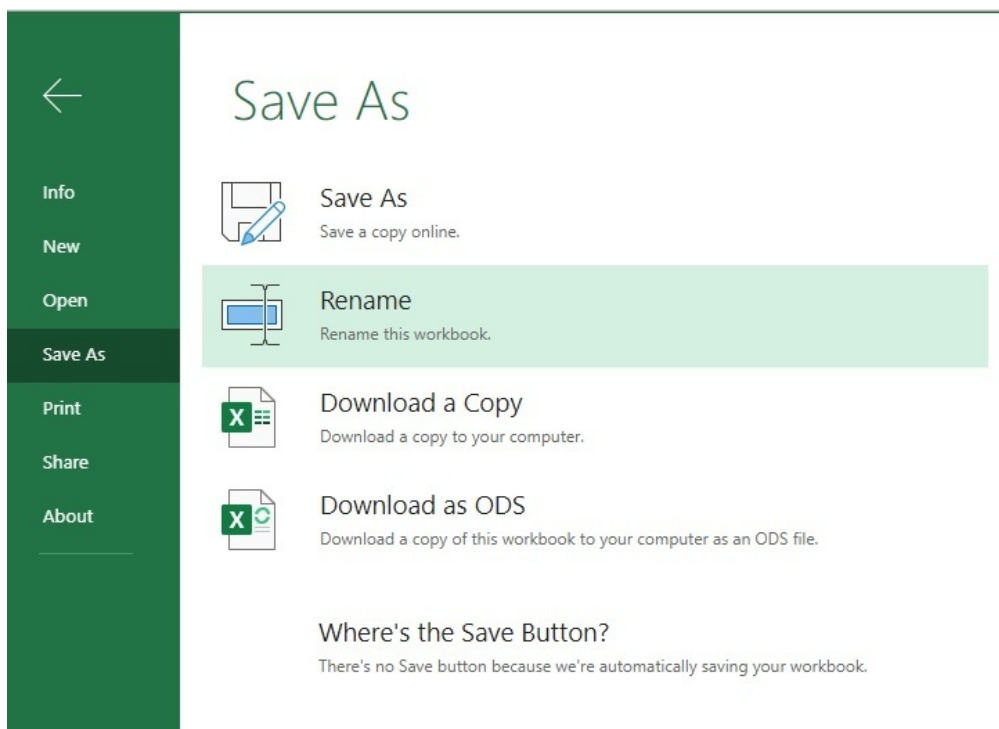 Info
New
Open
Save As
Print
Share
About
Save As
Save As
Save a copy online.
Rename
Rename this workbook.
X
Download a Copy
Download a copy to your computer.
X
Download as ODS
Download a copy of this workbook to your computer as an ODS file.
Where's the Save Button?
There's no Save button because we're automatically saving your workbook.